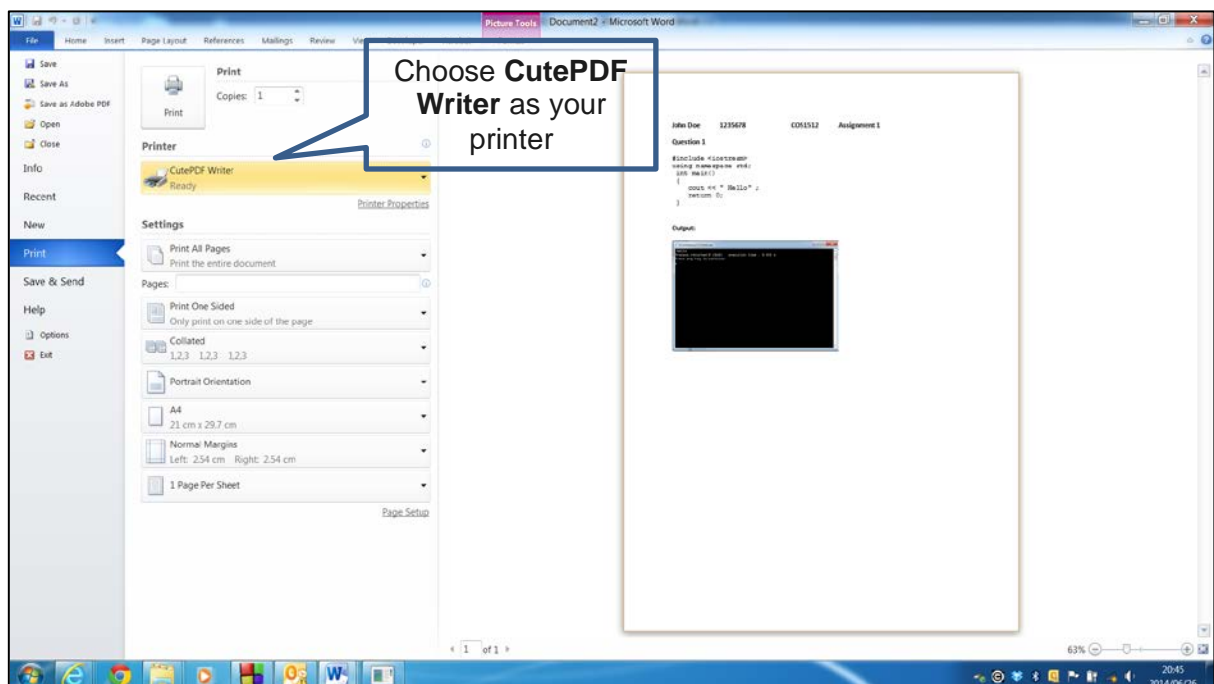 Picture Tools
Document2 - Microsoft Word
File Home Insert Page Layout References Mailings Review
Choose CutePDF
Writer as your
printer
Save
Save As
Save as Adobe PDF
Open
Close
Info
Recent
New
Print
Save & Send
Help
Options
Exit
Print
Copies: 1
Print
Printer
CutePDF Writer
Ready
Printer Properties
Settings
Print All Pages
Print the entire document
Pages:
Print One Sided
Only print on one side of the page
Collated
1,2,3 1,2,3 1,2,3
Portrait Orientation
A4
21 cm x 29.7 cm
Normal Margins
Left: 2.54 cm Right: 2.54 cm
1 Page Per Sheet
Page Setup
John Doe 1235678 COS1512 Assignment 1
Question 1
#include <iostream>
using namespace std;
int main()
{
cout << " Hello" ;
return 0;
}
Output:
1 of 1
63%
20:45
2014/06/26